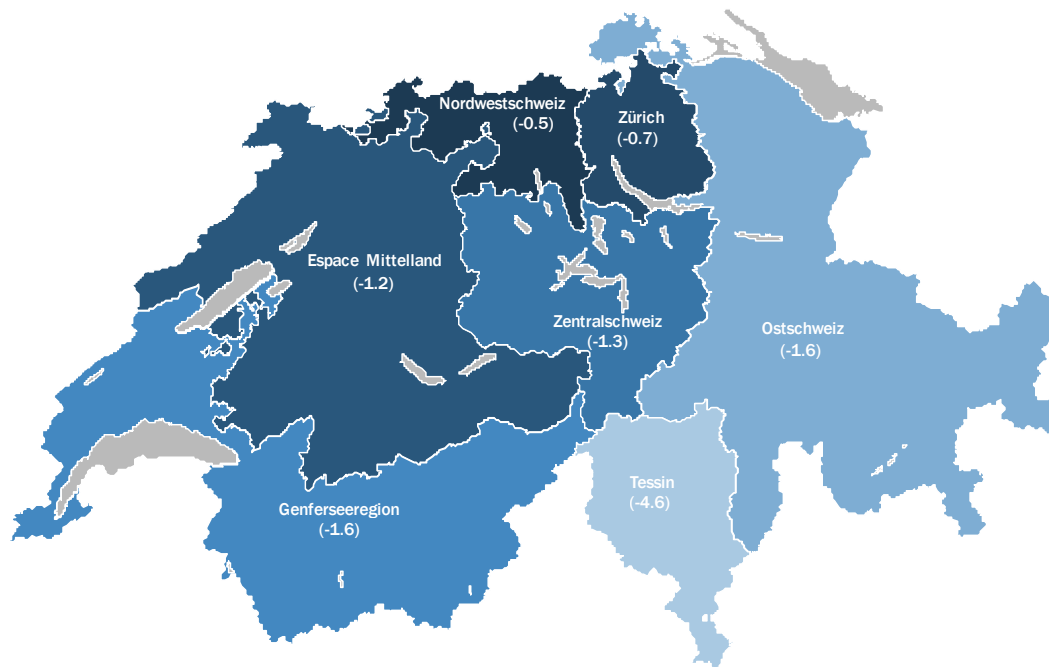 Nordwestschweiz
(-0.5)
Zürich
(-0.7)
Espace Mittelland
(-1.2)
Zentralschweiz
(-1.3)
Ostschweiz
(-1.6)
Tessin
(-4.6)
Genferseeregion
(-1.6)